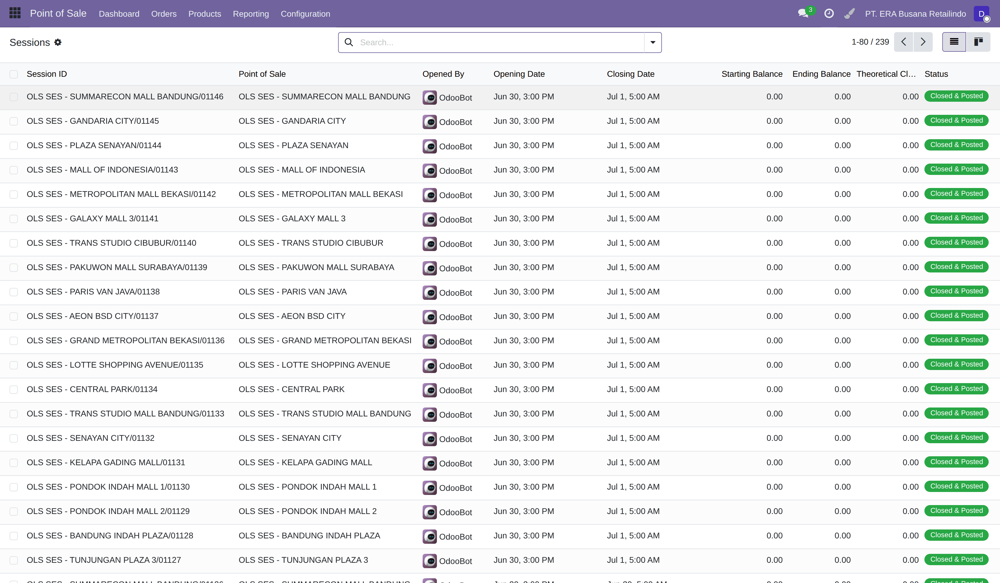 Point of Sale Dashboard Orders Products Reporting Configuration 3 PT. ERA Busana Retailindo D
Sessions Search... 1-80 / 239
Session ID Point of Sale Opened By Opening Date Closing Date Starting Balance Ending Balance Theoretical Cl... Status
OLS SES - SUMMARECON MALL BANDUNG/01146 OLS SES - SUMMARECON MALL BANDUNG OdooBot Jun 30, 3:00 PM Jul 1, 5:00 AM 0.00 0.00 0.00 Closed & Posted
OLS SES - GANDARIA CITY/01145 OLS SES - GANDARIA CITY OdooBot Jun 30, 3:00 PM Jul 1, 5:00 AM 0.00 0.00 0.00 Closed & Posted
OLS SES - PLAZA SENAYAN/01144 OLS SES - PLAZA SENAYAN OdooBot Jun 30, 3:00 PM Jul 1, 5:00 AM 0.00 0.00 0.00 Closed & Posted
OLS SES - MALL OF INDONESIA/01143 OLS SES - MALL OF INDONESIA OdooBot Jun 30, 3:00 PM Jul 1, 5:00 AM 0.00 0.00 0.00 Closed & Posted
OLS SES - METROPOLITAN MALL BEKASI/01142 OLS SES - METROPOLITAN MALL BEKASI OdooBot Jun 30, 3:00 PM Jul 1, 5:00 AM 0.00 0.00 0.00 Closed & Posted
OLS SES - GALAXY MALL 3/01141 OLS SES - GALAXY MALL 3 OdooBot Jun 30, 3:00 PM Jul 1, 5:00 AM 0.00 0.00 0.00 Closed & Posted
OLS SES - TRANS STUDIO CIBUBUR/01140 OLS SES - TRANS STUDIO CIBUBUR OdooBot Jun 30, 3:00 PM Jul 1, 5:00 AM 0.00 0.00 0.00 Closed & Posted
OLS SES - PAKUWON MALL SURABAYA/01139 OLS SES - PAKUWON MALL SURABAYA OdooBot Jun 30, 3:00 PM Jul 1, 5:00 AM 0.00 0.00 0.00 Closed & Posted
OLS SES - PARIS VAN JAVA/01138 OLS SES - PARIS VAN JAVA OdooBot Jun 30, 3:00 PM Jul 1, 5:00 AM 0.00 0.00 0.00 Closed & Posted
OLS SES - AEON BSD CITY/01137 OLS SES - AEON BSD CITY OdooBot Jun 30, 3:00 PM Jul 1, 5:00 AM 0.00 0.00 0.00 Closed & Posted
OLS SES - GRAND METROPOLITAN BEKASI/01136 OLS SES - GRAND METROPOLITAN BEKASI OdooBot Jun 30, 3:00 PM Jul 1, 5:00 AM 0.00 0.00 0.00 Closed & Posted
OLS SES - LOTTE SHOPPING AVENUE/01135 OLS SES - LOTTE SHOPPING AVENUE OdooBot Jun 30, 3:00 PM Jul 1, 5:00 AM 0.00 0.00 0.00 Closed & Posted
OLS SES - CENTRAL PARK/01134 OLS SES - CENTRAL PARK OdooBot Jun 30, 3:00 PM Jul 1, 5:00 AM 0.00 0.00 0.00 Closed & Posted
OLS SES - TRANS STUDIO MALL BANDUNG/01133 OLS SES - TRANS STUDIO MALL BANDUNG OdooBot Jun 30, 3:00 PM Jul 1, 5:00 AM 0.00 0.00 0.00 Closed & Posted
OLS SES - SENAYAN CITY/01132 OLS SES - SENAYAN CITY OdooBot Jun 30, 3:00 PM Jul 1, 5:00 AM 0.00 0.00 0.00 Closed & Posted
OLS SES - KELAPA GADING MALL/01131 OLS SES - KELAPA GADING MALL OdooBot Jun 30, 3:00 PM Jul 1, 5:00 AM 0.00 0.00 0.00 Closed & Posted
OLS SES - PONDOK INDAH MALL 1/01130 OLS SES - PONDOK INDAH MALL 1 OdooBot Jun 30, 3:00 PM Jul 1, 5:00 AM 0.00 0.00 0.00 Closed & Posted
OLS SES - PONDOK INDAH MALL 2/01129 OLS SES - PONDOK INDAH MALL 2 OdooBot Jun 30, 3:00 PM Jul 1, 5:00 AM 0.00 0.00 0.00 Closed & Posted
OLS SES - BANDUNG INDAH PLAZA/01128 OLS SES - BANDUNG INDAH PLAZA OdooBot Jun 30, 3:00 PM Jul 1, 5:00 AM 0.00 0.00 0.00 Closed & Posted
OLS SES - TUNJUNGAN PLAZA 3/01127 OLS SES - TUNJUNGAN PLAZA 3 OdooBot Jun 30, 3:00 PM Jul 1, 5:00 AM 0.00 0.00 0.00 Closed & Posted